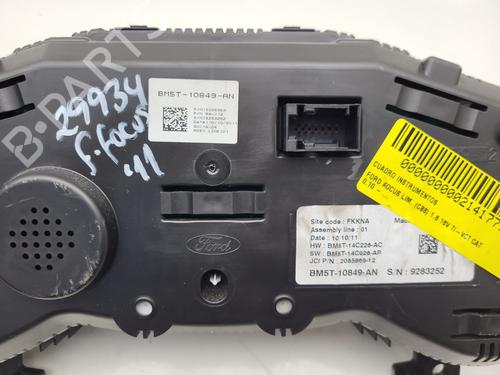 B-PARTS
29934
F. Focus
'11
BM5T-10849-AN
Ford
Site code : FKKNA
Assembly line : 01
Date : 10/10/11
HW : BM5T-14C226-AC
SW : BM5T-14C026-AP
JCI P/N : 2085869-12
BM5T-10849-AN S/N : 9283252
CUADRO INSTRUMENTOS
FORD FOCUS LIM. (CB8) 1.6 16V Ti-VCT CAT
0.10 -